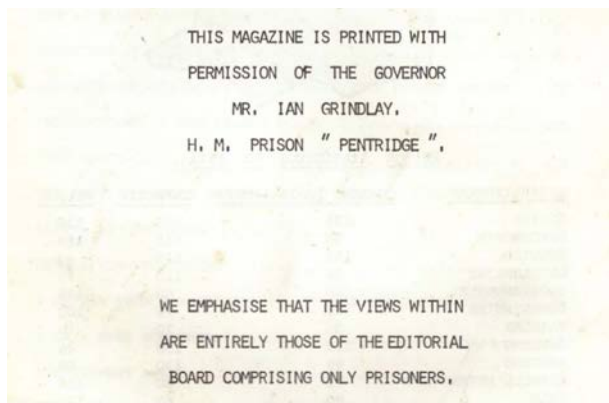 THIS MAGAZINE IS PRINTED WITH
PERMISSION OF THE GOVERNOR
MR. IAN GRINDLAY.
H. M. PRISON " PENTRIDGE ".
WE EMPHASISE THAT THE VIEWS WITHIN
ARE ENTIRELY THOSE OF THE EDITORIAL
BOARD COMPRISING ONLY PRISONERS.